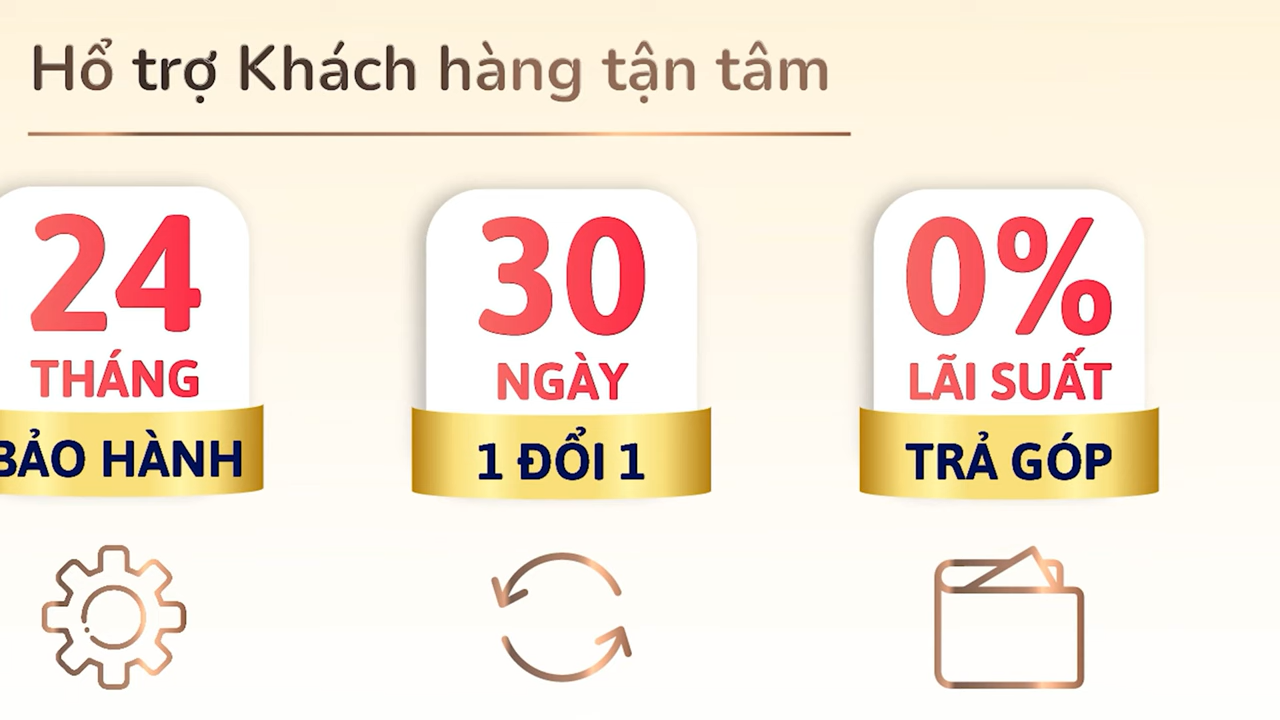 Hổ trợ Khách hàng tận tâm
24
THÁNG
BẢO HÀNH
30
NGÀY
1 ĐỔI 1
0%
LÃI SUẤT
TRẢ GÓP